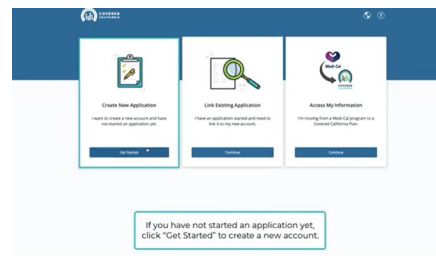 COVERED
CALIFORNIA
Medi-Cal
COVERED
Create New Application
Link Existing Application
Access My Information
I want to create a new account and have
not started an application yet.
I have an application started and need to
link it to my new account.
I'm moving from a Medi-Cal program to a
Covered California Plan.
Get Started
Continue
Continue
If you have not started an application yet,
click "Get Started" to create a new account.